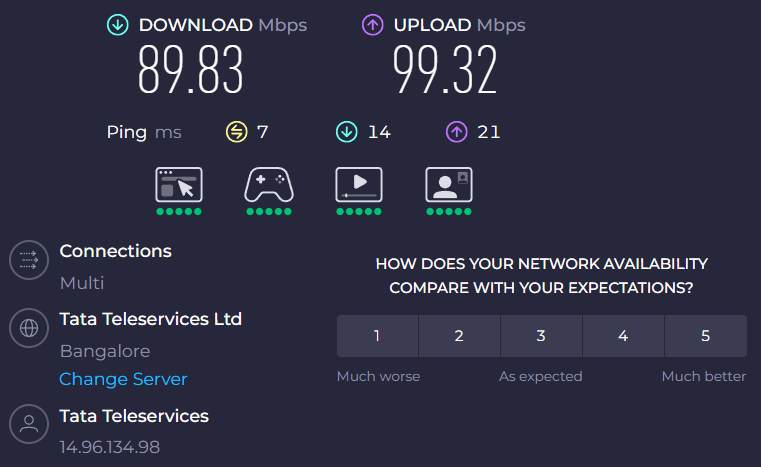 DOWNLOAD Mbps
UPLOAD Mbps
89.83
99.32
Ping ms 7 14 21
Connections
Multi
Tata Teleservices Ltd
Bangalore
Change Server
Tata Teleservices
14.96.134.98
HOW DOES YOUR NETWORK AVAILABILITY
COMPARE WITH YOUR EXPECTATIONS?
1 2 3 4 5
Much worse As expected Much better